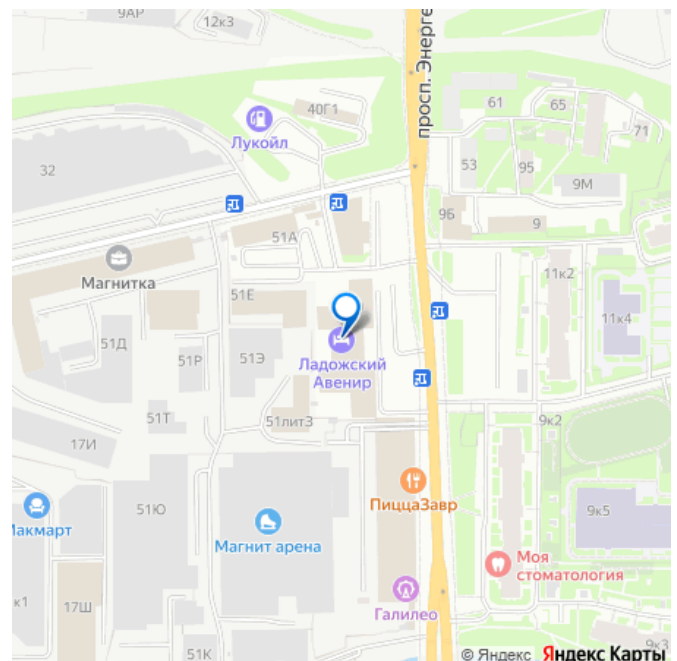 9АР
12к3
просп. Энерге
40Г1
Лукойл
61
65
71
32
53
95
9М
9Б
9
51А
Магнитка
51Е
11к2
11к4
51Д
51Р
51Э
Ладожский
Авенир
51Т
51лит3
9к2
17И
51Ю
ПиццаЗавр
9к5
Макмарт
Магнит арена
Моя
стоматология
к1
17Ш
Галилео
51К
9к3
© Яндекс Яндекс Карты